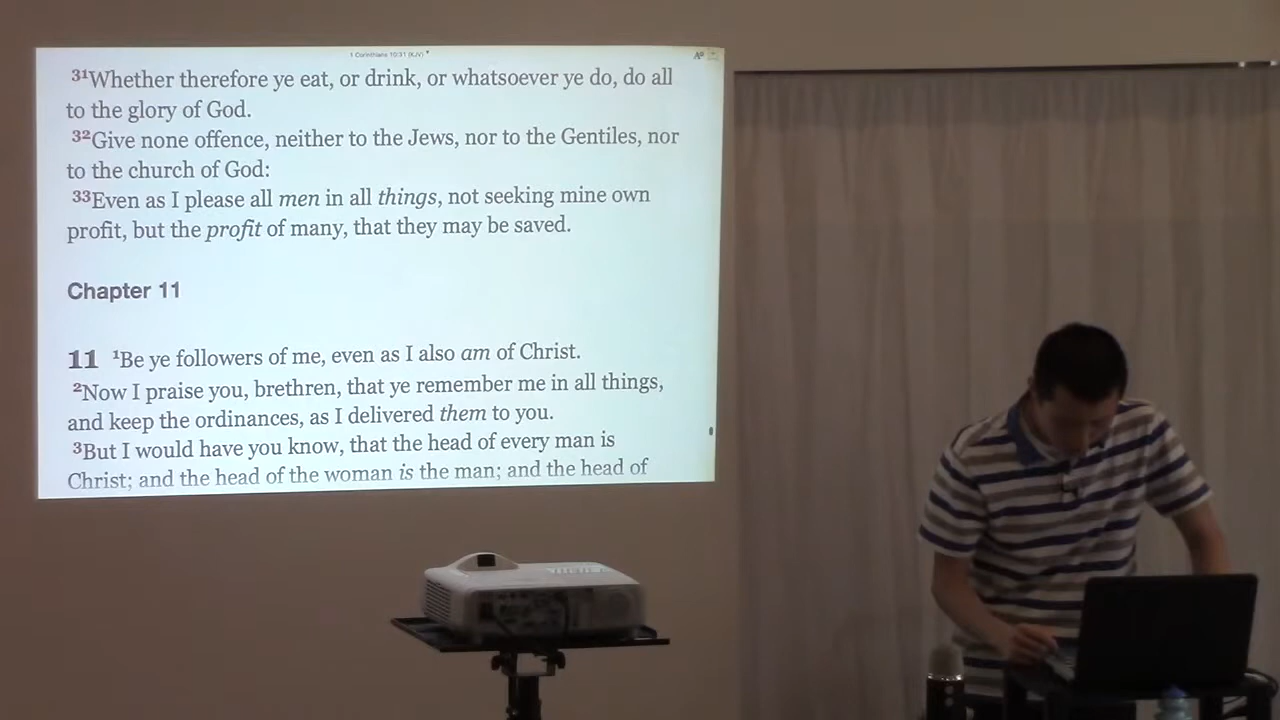 1 Corinthians 10:31 (KJV)
31Whether therefore ye eat, or drink, or whatsoever ye do, do all
to the glory of God.
32Give none offence, neither to the Jews, nor to the Gentiles, nor
to the church of God:
33Even as I please all men in all things, not seeking mine own
profit, but the profit of many, that they may be saved.
Chapter 11
11 1Be ye followers of me, even as I also am of Christ.
2Now I praise you, brethren, that ye remember me in all things,
and keep the ordinances, as I delivered them to you.
3But I would have you know, that the head of every man is
Christ; and the head of the woman is the man; and the head of